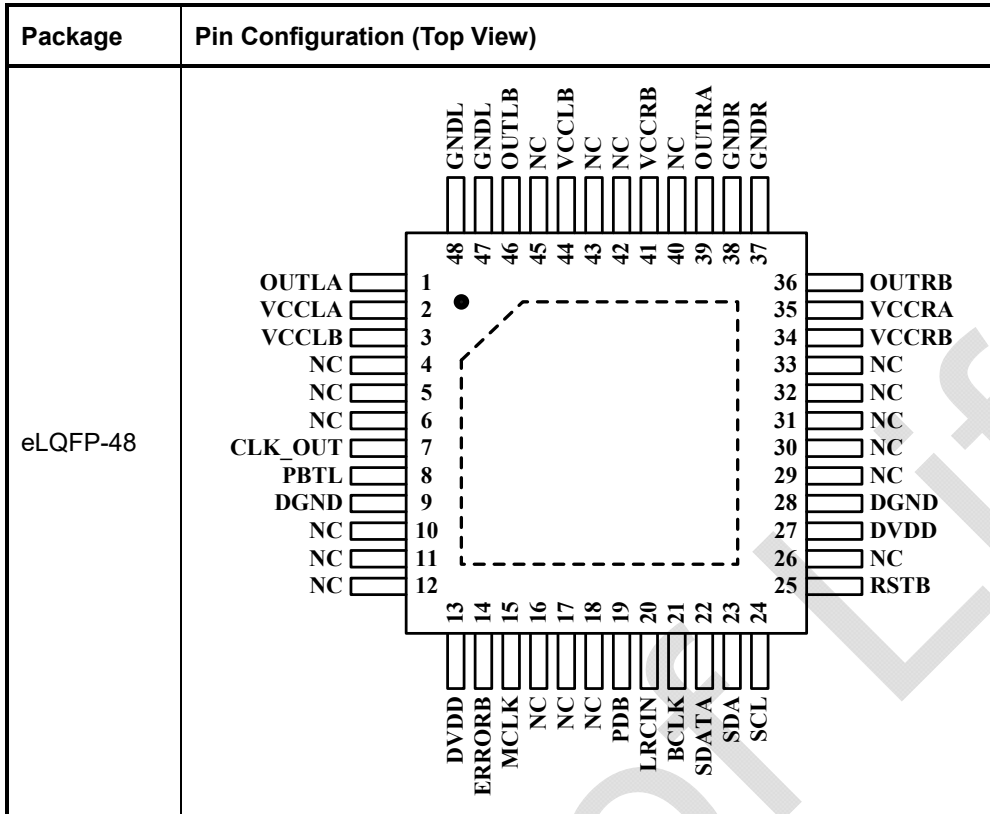 Package
Pin Configuration (Top View)
eLQFP-48
GNDL
GNDL
OUTLB
NC
VCCLB
NC
NC
VCCRB
NC
OUTRA
GNDR
GNDR
48
47
46
45
44
43
42
41
40
39
38
37
OUTLA 1
VCCLA 2
VCCLB 3
NC 4
NC 5
NC 6
CLK_OUT 7
PBTL 8
DGND 9
NC 10
NC 11
NC 12
36 OUTRB
35 VCCRA
34 VCCRB
33 NC
32 NC
31 NC
30 NC
29 NC
28 DGND
27 DVDD
26 NC
25 RSTB
13
14
15
16
17
18
19
20
21
22
23
24
DVDD
ERRORB
MCLK
NC
NC
NC
PDB
LRCIN
BCLK
SDATA
SDA
SCL
of Lif